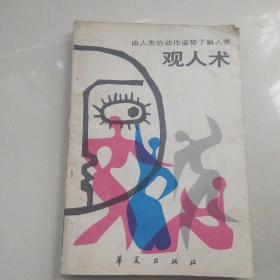 由人类的动作姿势了解人类
观人术
华夏出版社